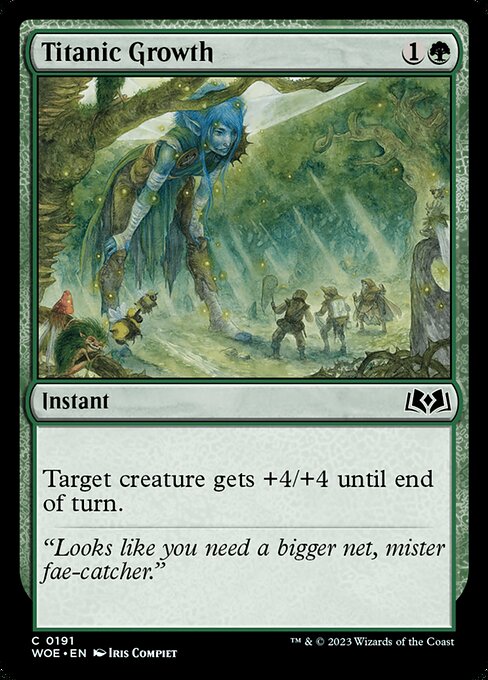 Titanic Growth 1
Instant
Target creature gets +4/+4 until end
of turn.
“Looks like you need a bigger net, mister
fae-catcher.”
C 0191
WOE • EN Iris Compiet
™ & © 2023 Wizards of the Coast